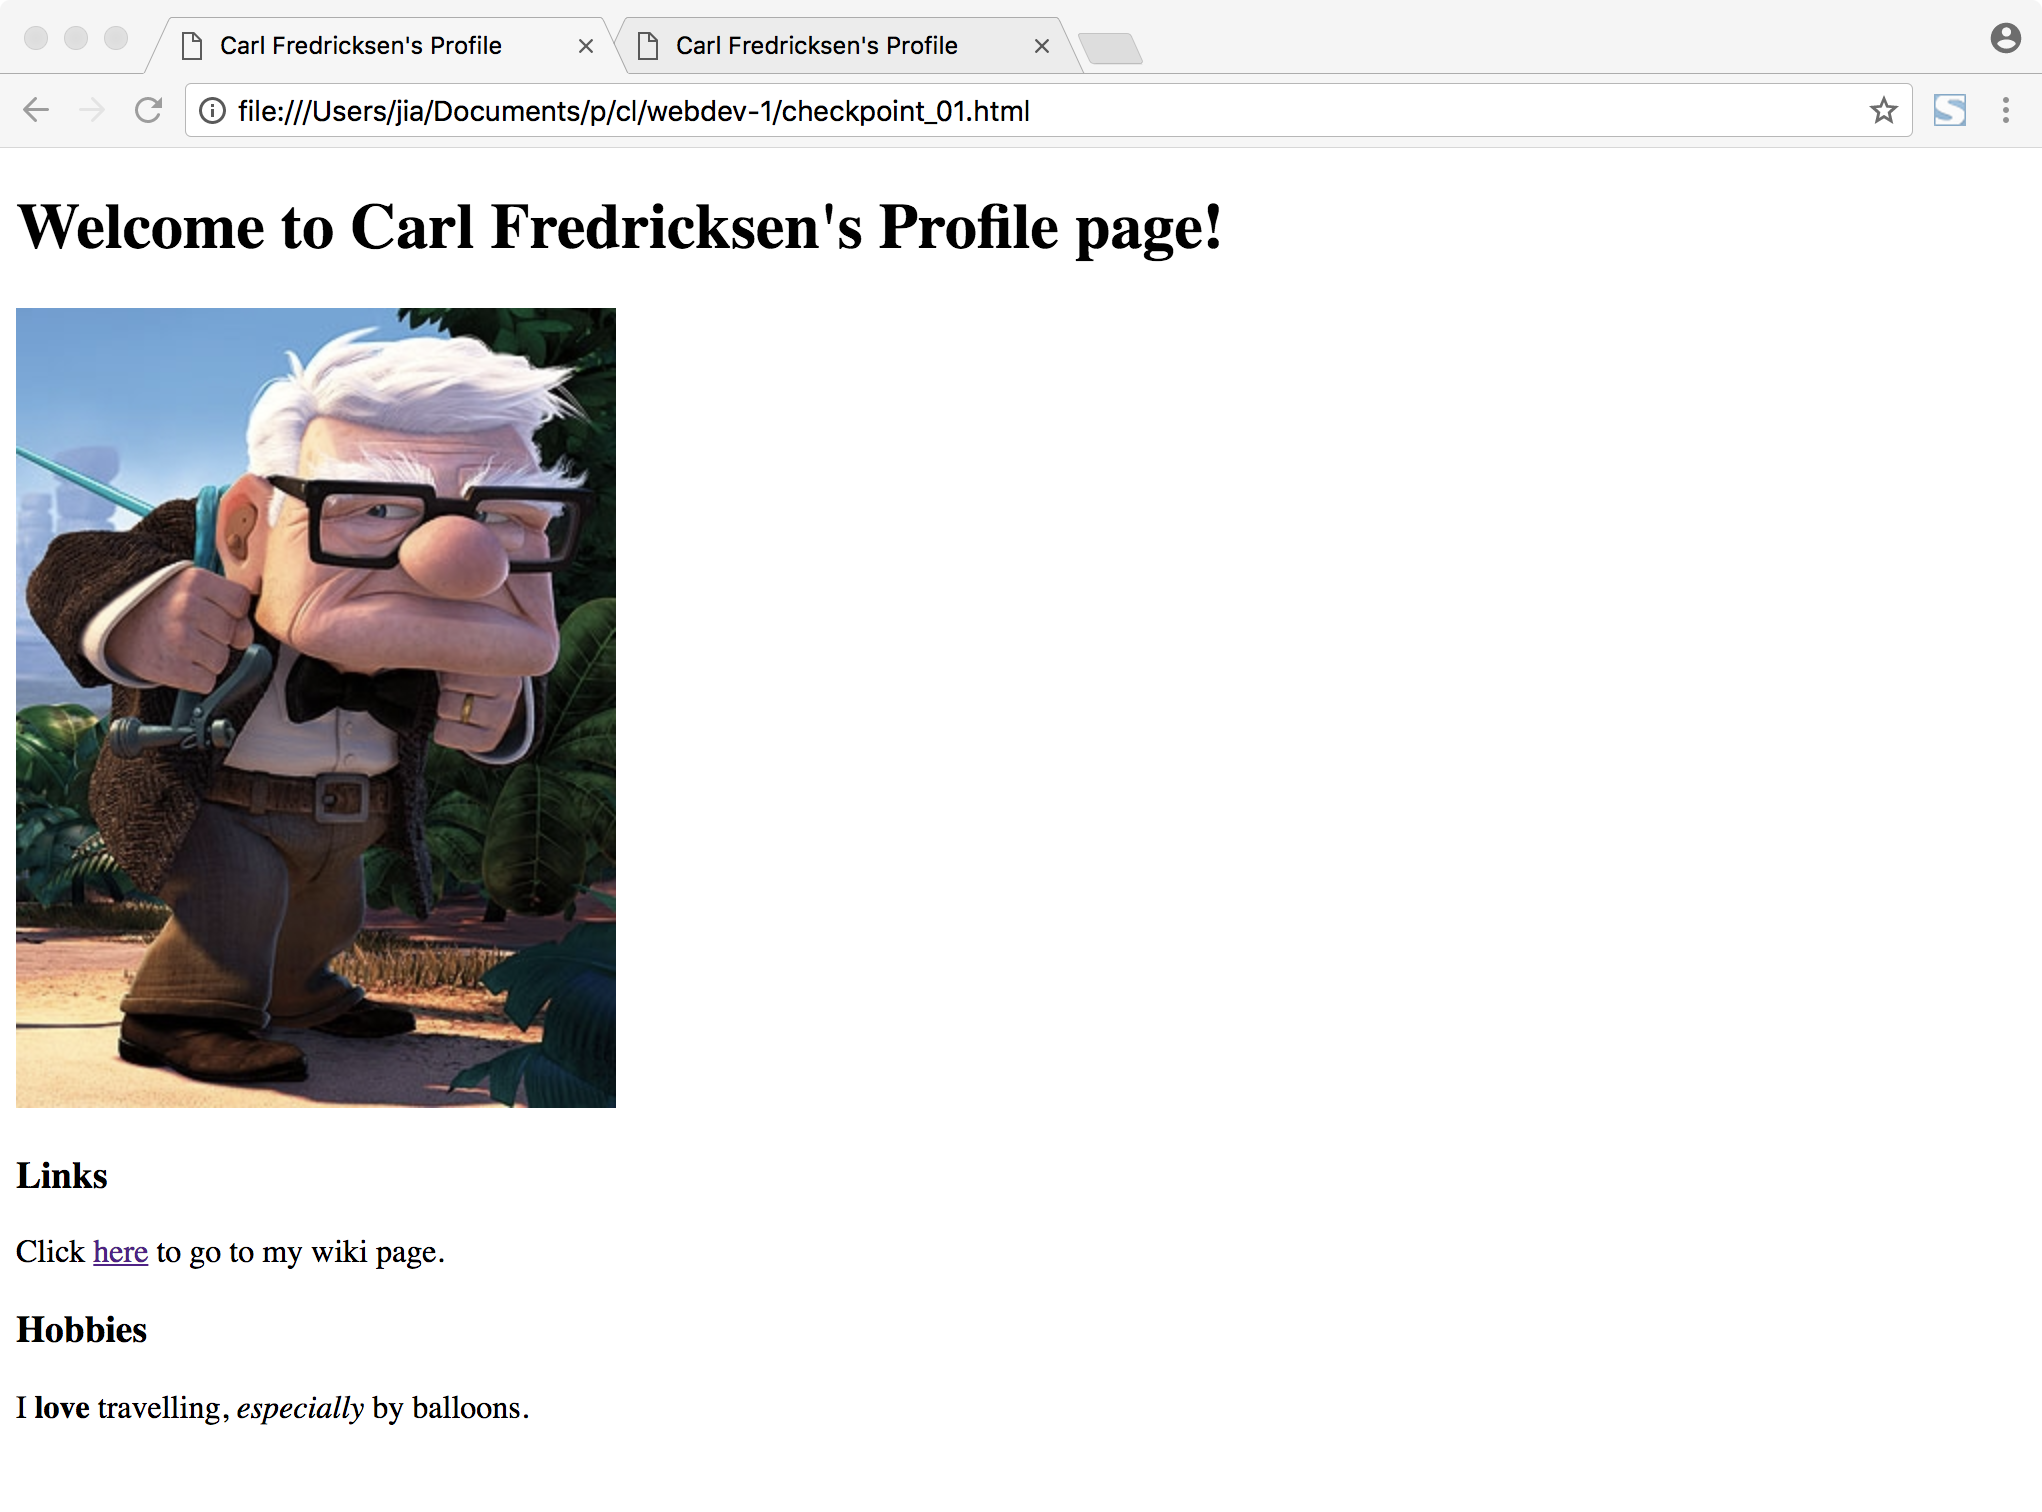 Carl Fredricksen's Profile
Carl Fredricksen's Profile
file:///Users/jia/Documents/p/cl/webdev-1/checkpoint_01.html
Welcome to Carl Fredricksen's Profile page!
Links
Click here to go to my wiki page.
Hobbies
I love travelling, especially by balloons.